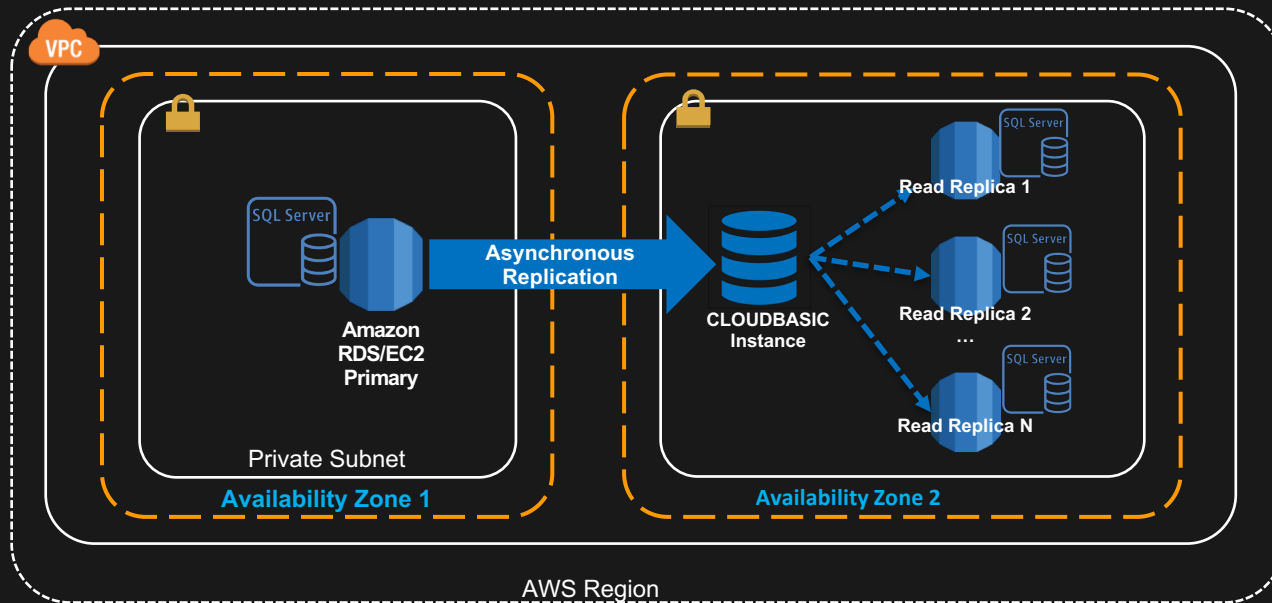 VPC
SQL Server
Amazon
RDS/EC2
Primary
Private Subnet
Availability Zone 1
Asynchronous
Replication
CLOUDBASIC
Instance
SQL Server
Read Replica 1
SQL Server
Read Replica 2
...
SQL Server
Read Replica N
Availability Zone 2
AWS Region